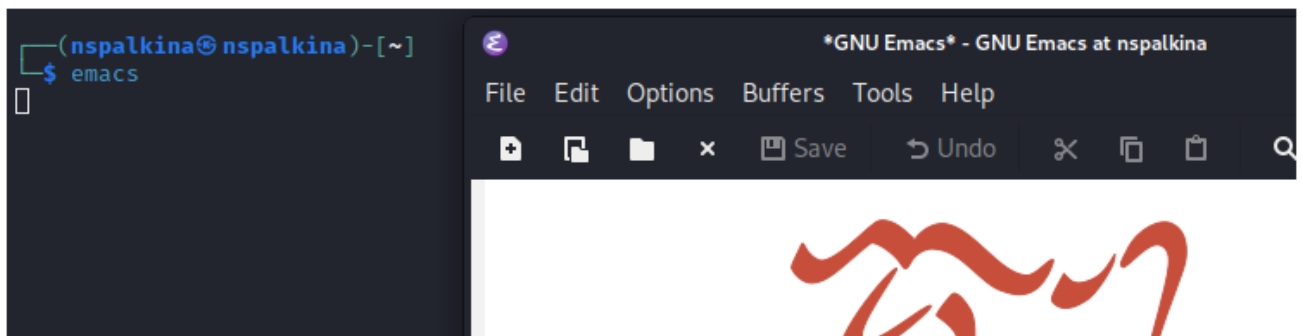 ┌──(nspalkina㉿nspalkina)-[~]
└─$ emacs
*GNU Emacs* - GNU Emacs at nspalkina
File Edit Options Buffers Tools Help
Save Undo